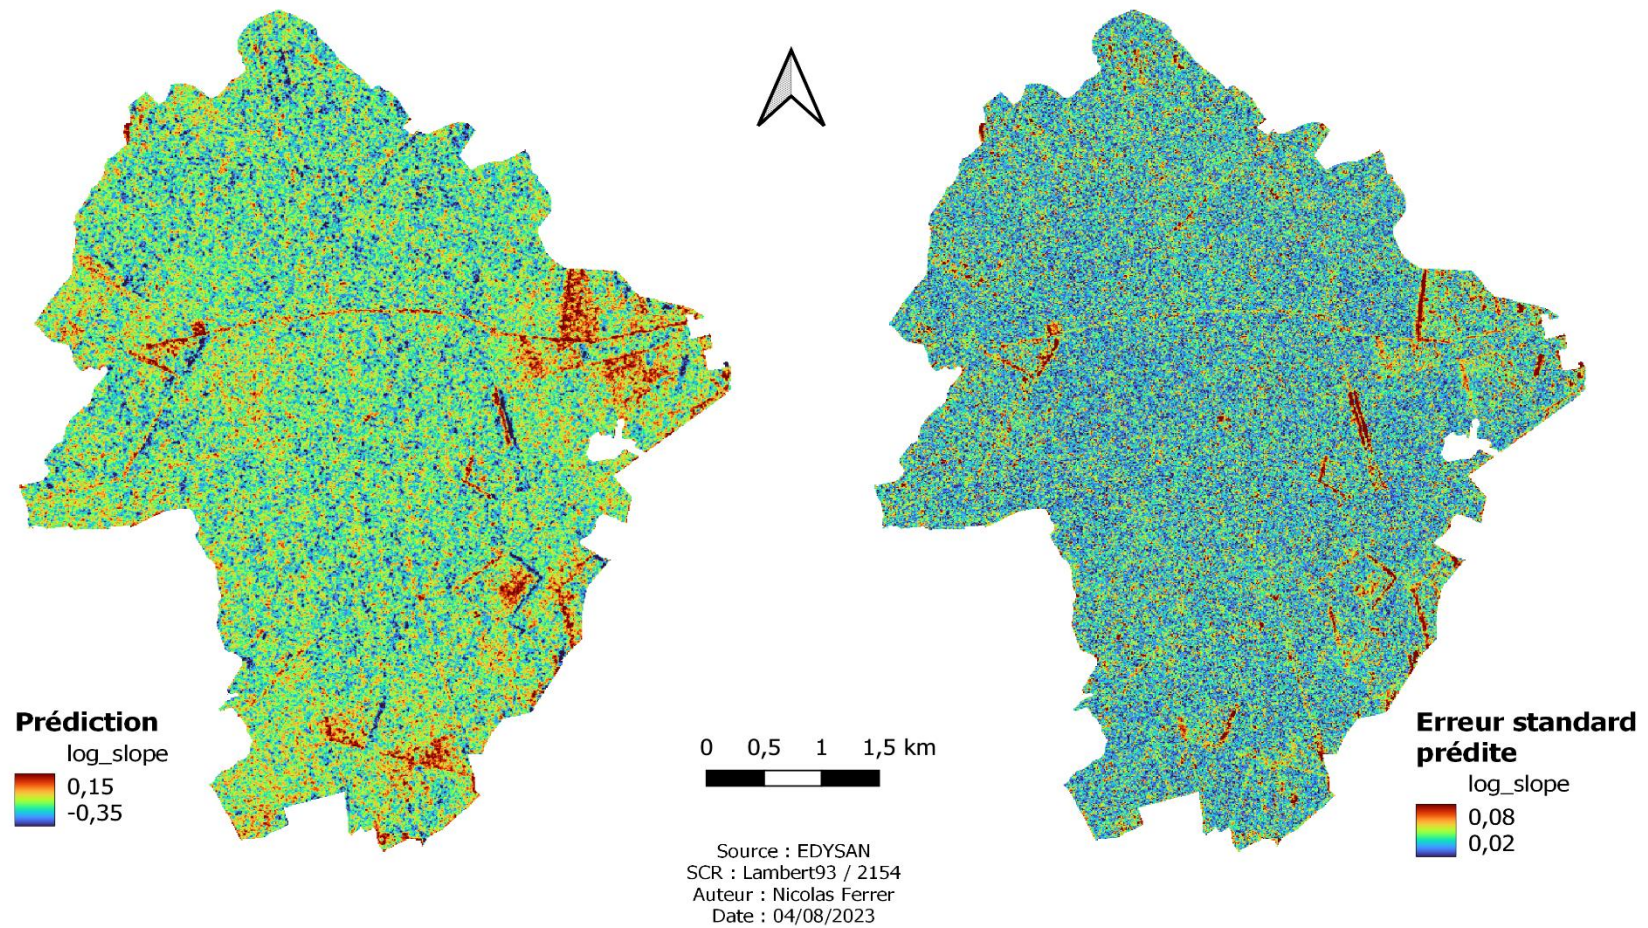 Prédiction
log_slope
0,15
-0,35
0 0,5 1 1,5 km
Source : EDYSAN
SCR : Lambert93 / 2154
Auteur : Nicolas Ferrer
Date : 04/08/2023
Erreur standard
prédite
log_slope
0,08
0,02